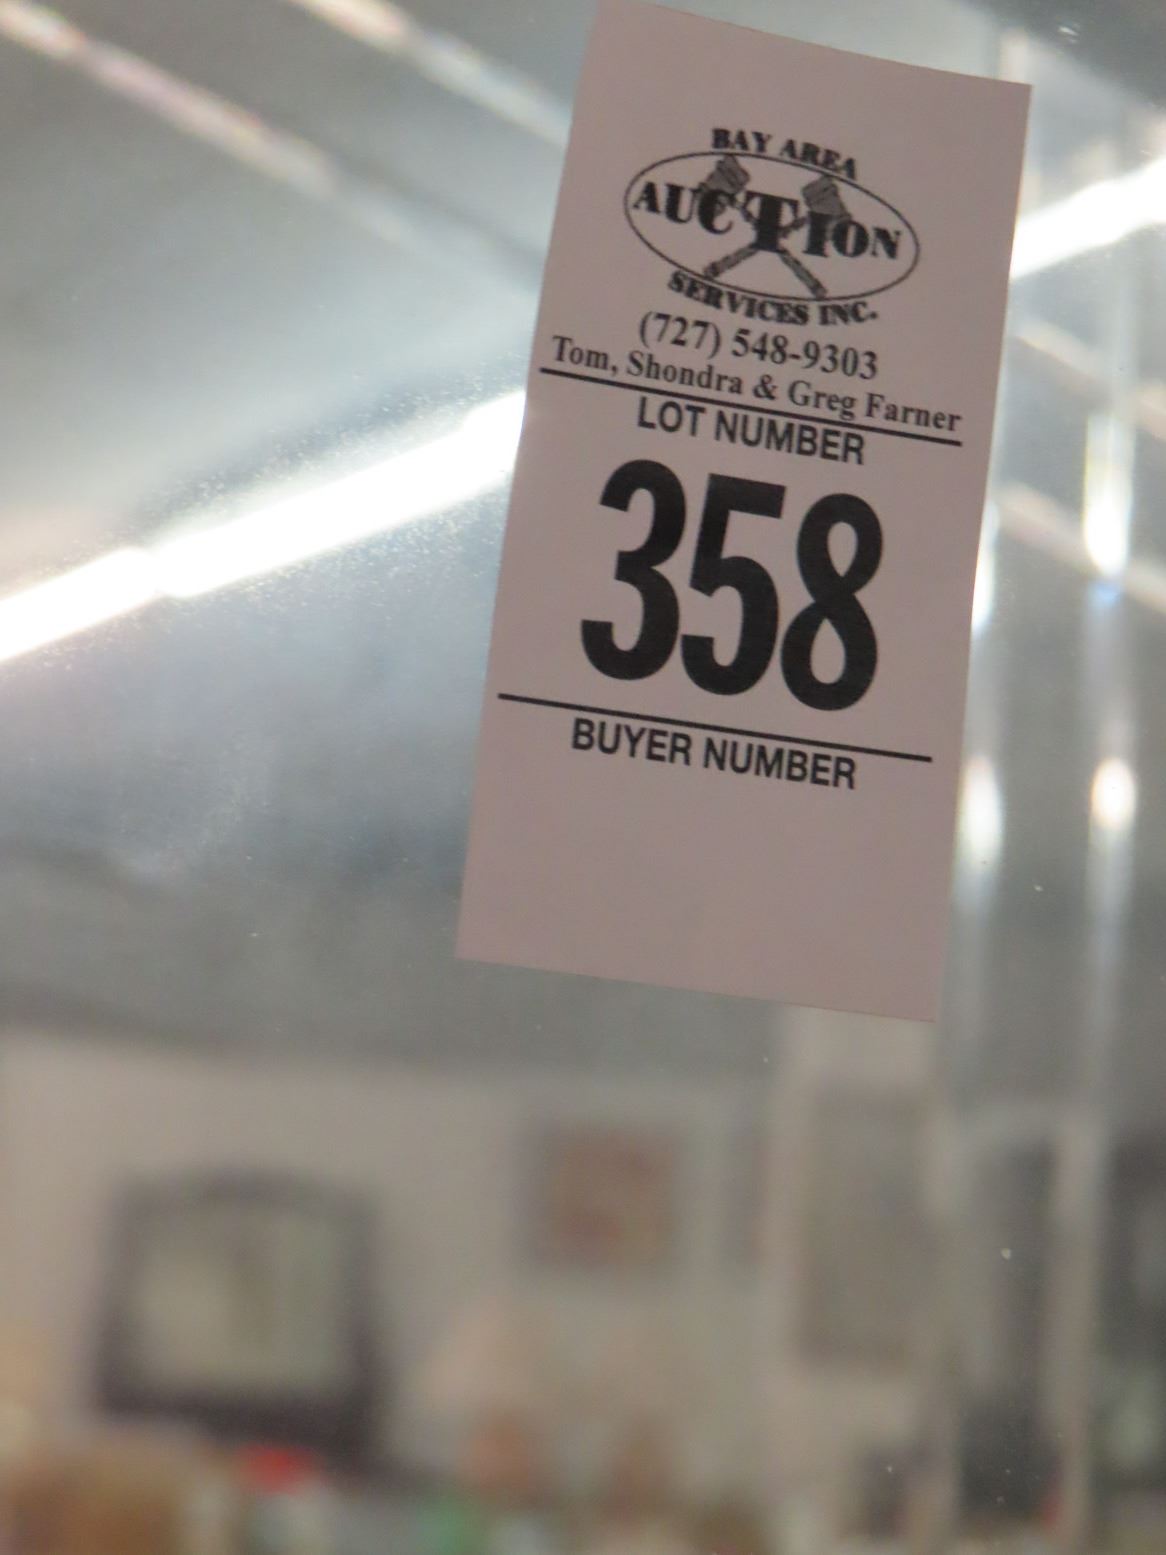 BAY AREA
AUCTION
SERVICES INC.
(727) 548-9303
Tom, Shondra & Greg Farner
LOT NUMBER
358
BUYER NUMBER